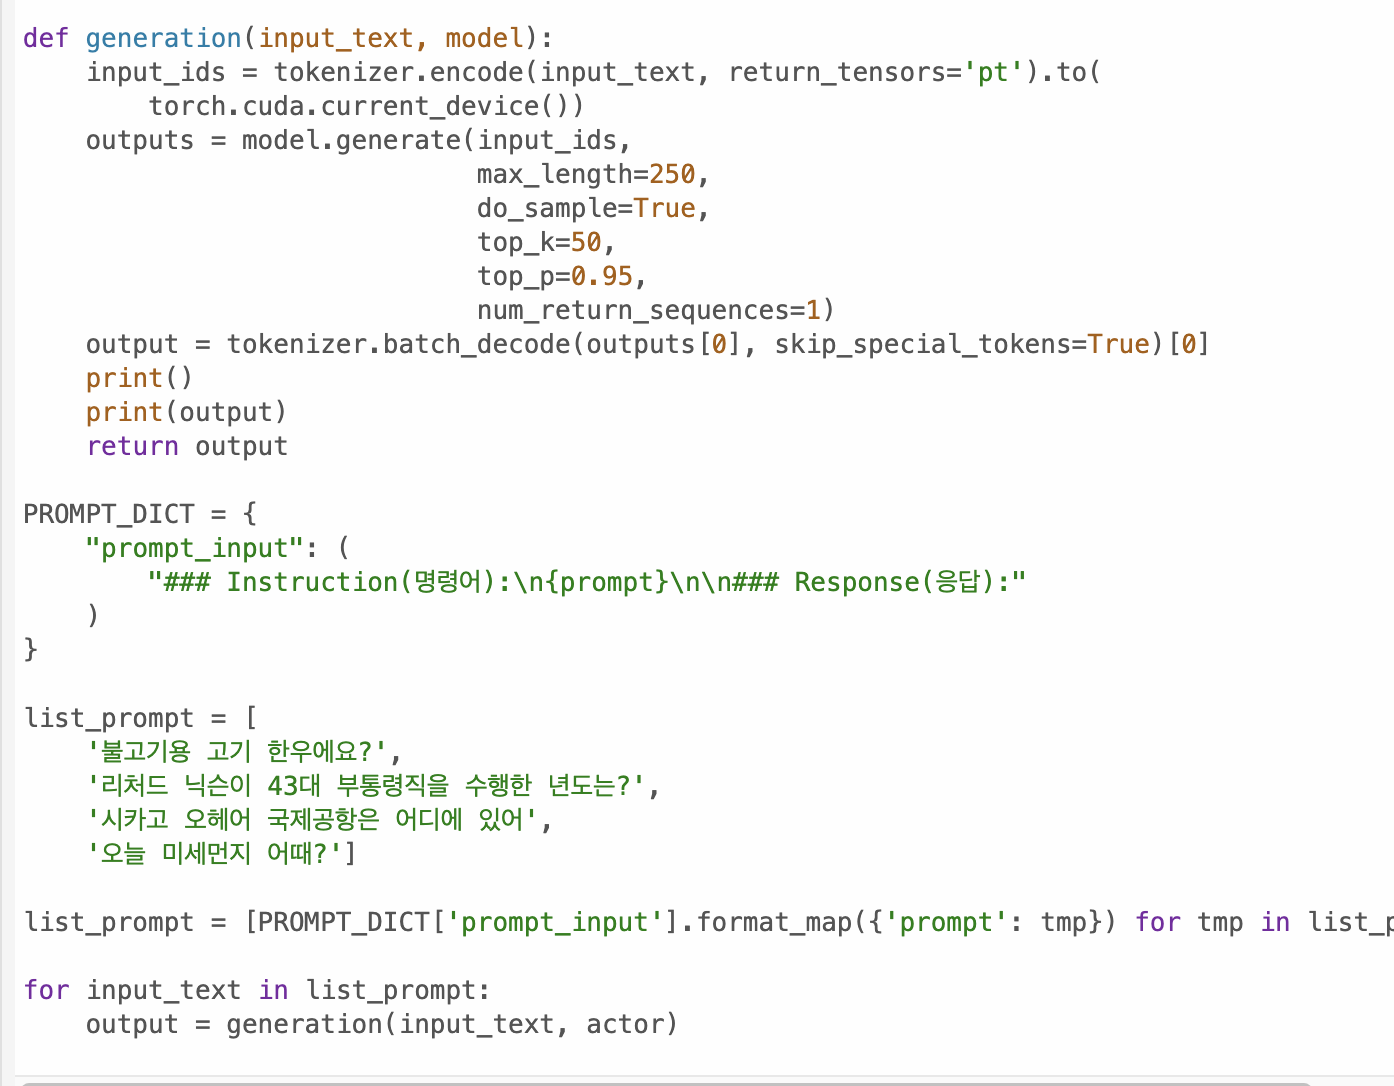 def generation(input_text, model):
    input_ids = tokenizer.encode(input_text, return_tensors='pt').to(
        torch.cuda.current_device())
    outputs = model.generate(input_ids,
                             max_length=250,
                             do_sample=True,
                             top_k=50,
                             top_p=0.95,
                             num_return_sequences=1)
    output = tokenizer.batch_decode(outputs[0], skip_special_tokens=True)[0]
    print()
    print(output)
    return output

PROMPT_DICT = {
    "prompt_input": (
        "### Instruction(명령어):\n{prompt}\n\n### Response(응답):"
    )
}

list_prompt = [
    '불고기용 고기 한우에요?',
    '리처드 닉슨이 43대 부통령직을 수행한 년도는?',
    '시카고 오헤어 국제공항은 어디에 있어',
    '오늘 미세먼지 어때?']

list_prompt = [PROMPT_DICT['prompt_input'].format_map({'prompt': tmp}) for tmp in

for input_text in list_prompt:
    output = generation(input_text, actor)